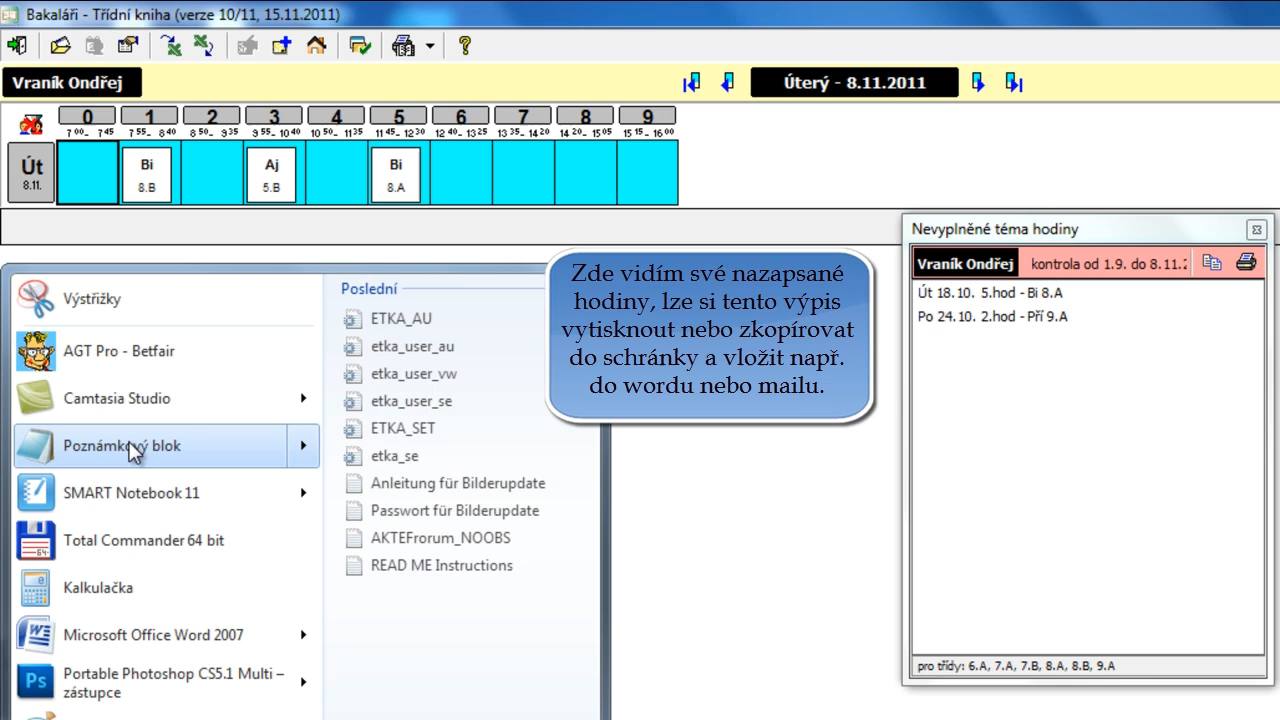 Bakaláři - Třídní kniha (verze 10/11, 15.11.2011)
Vraník Ondřej
Úterý - 8.11.2011
0 1 2 3 4 5 6 7 8 9
7 00- 7 45 7 55- 8 40 8 50- 9 35 9 55- 10 40 10 50- 11 35 11 45- 12 30 12 40- 13 25 13 35- 14 20 14 20- 15 05 15 15- 16 00
Út
8.11.
Bi
8.B
Aj
5.B
Bi
8.A
Nevyplněné téma hodiny
Vraník Ondřej kontrola od 1.9. do 8.11.2
Út 18.10. 5.hod - Bi 8.A
Po 24.10. 2.hod - Pří 9.A
pro třídy: 6.A, 7.A, 7.B, 8.A, 8.B, 9.A
Zde vidím své nazapsané
hodiny, lze si tento výpis
vytisknout nebo zkopírovat
do schránky a vložit např.
do wordu nebo mailu.
Výstřižky
AGT Pro - Betfair
Camtasia Studio
Poznámkový blok
SMART Notebook 11
Total Commander 64 bit
Kalkulačka
Microsoft Office Word 2007
Portable Photoshop CS5.1 Multi –
zástupce
Poslední
ETKA_AU
etka_user_au
etka_user_vw
etka_user_se
ETKA_SET
etka_se
Anleitung für Bilderupdate
Passwort für Bilderupdate
AKTEFrorum_NOOBS
READ ME Instructions